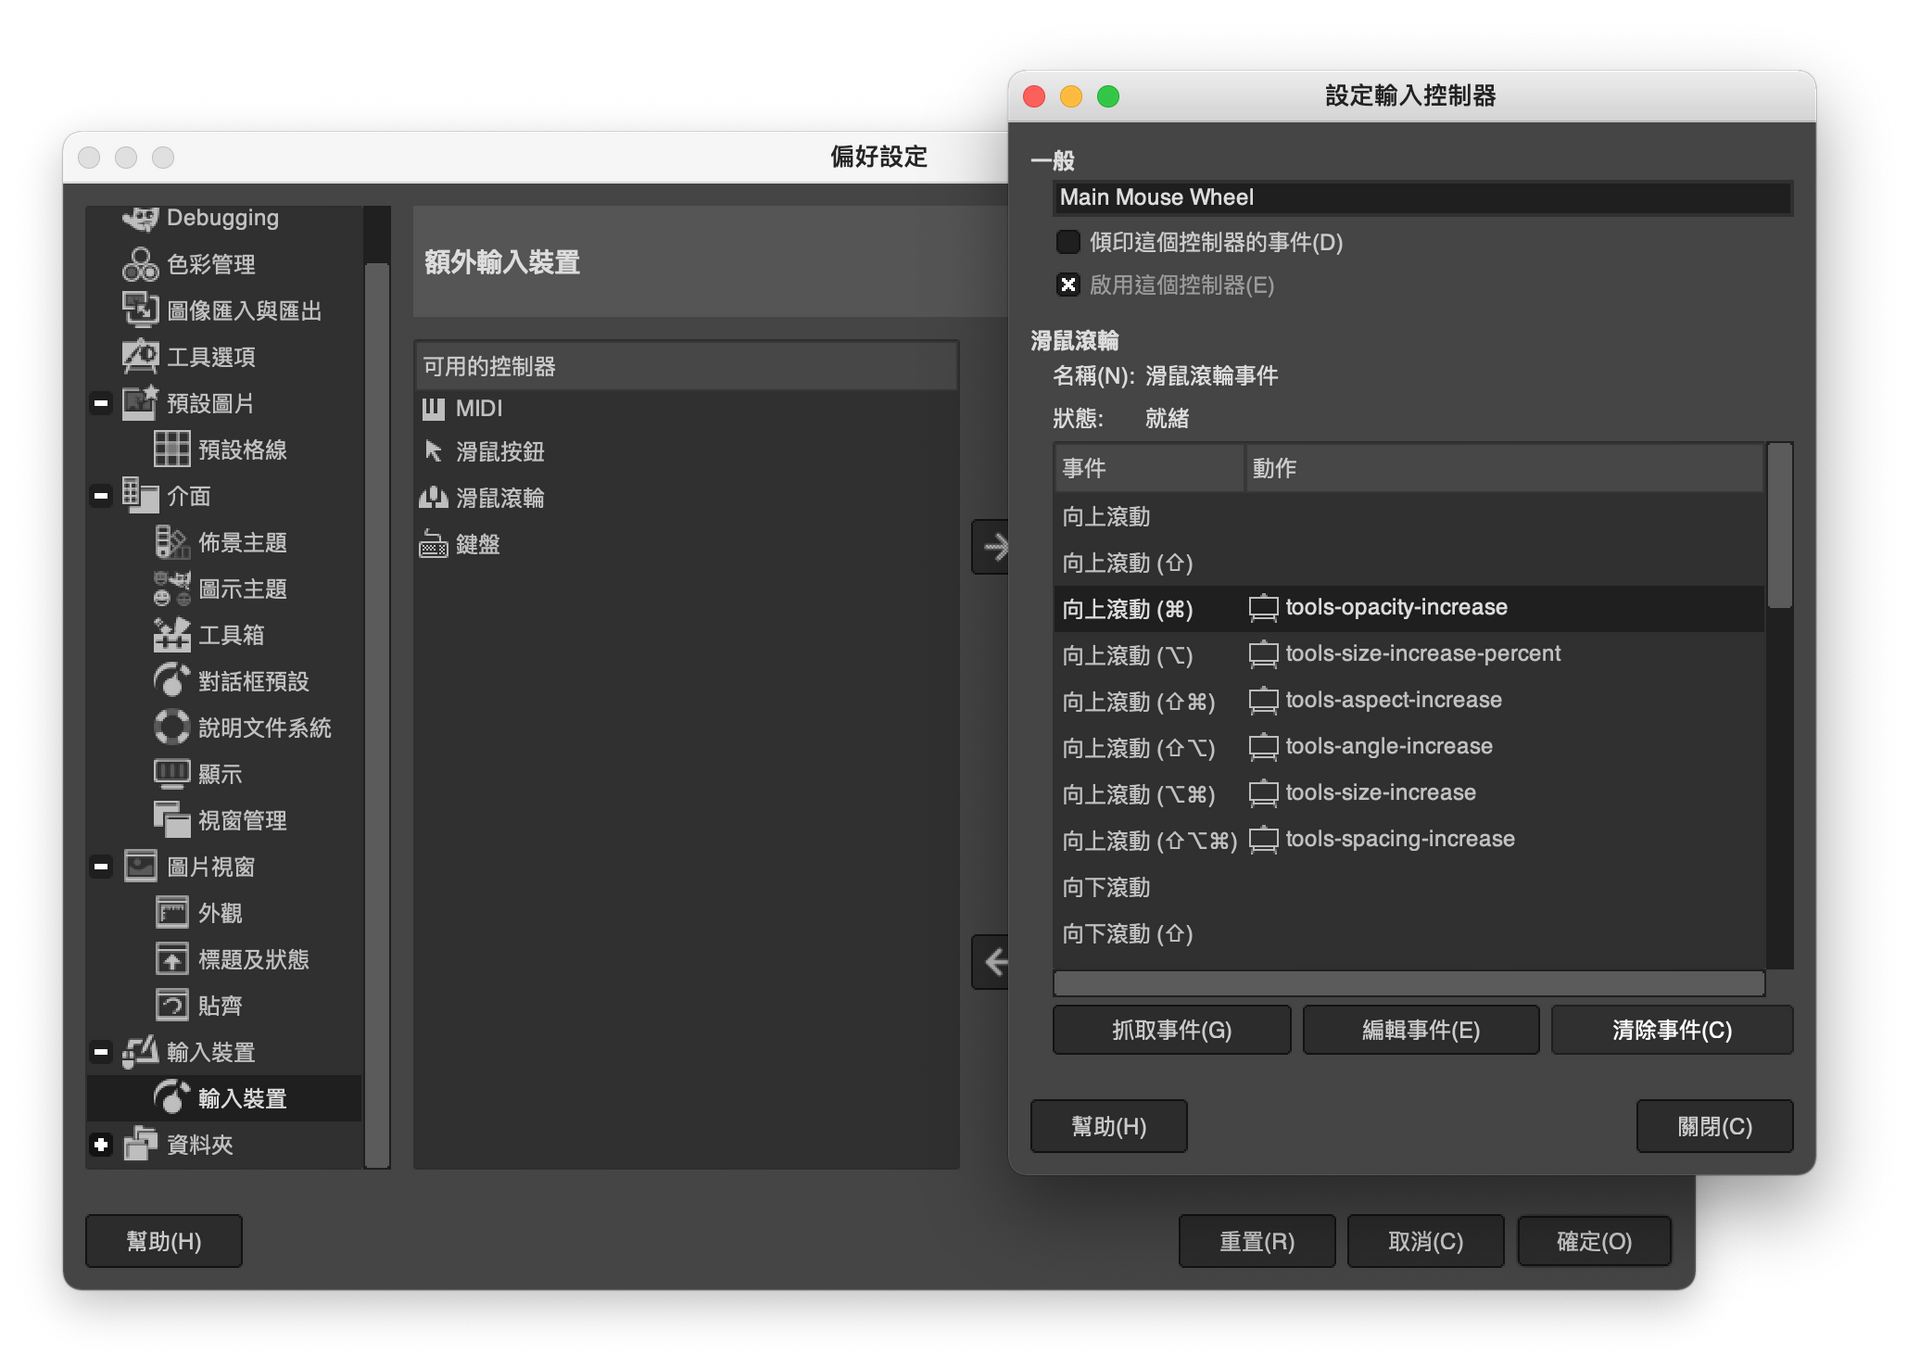 偏好設定
Debugging
色彩管理
圖像匯入與匯出
工具選項
預設圖片
預設格線
介面
佈景主題
圖示主題
工具箱
對話框預設
說明文件系統
顯示
視窗管理
圖片視窗
外觀
標題及狀態
貼齊
輸入裝置
輸入裝置
資料夾
額外輸入裝置
可用的控制器
MIDI
滑鼠按鈕
滑鼠滾輪
鍵盤
幫助(H)
重置(R)
取消(C)
確定(O)
設定輸入控制器
一般
Main Mouse Wheel
傾印這個控制器的事件(D)
啟用這個控制器(E)
滑鼠滾輪
名稱(N): 滑鼠滾輪事件
狀態: 就緒
事件 動作
向上滾動
向上滾動 (⇧)
向上滾動 (⌘) tools-opacity-increase
向上滾動 (⌥) tools-size-increase-percent
向上滾動 (⇧⌘) tools-aspect-increase
向上滾動 (⇧⌥) tools-angle-increase
向上滾動 (⌥⌘) tools-size-increase
向上滾動 (⇧⌥⌘) tools-spacing-increase
向下滾動
向下滾動 (⇧)
抓取事件(G)
編輯事件(E)
清除事件(C)
幫助(H)
關閉(C)